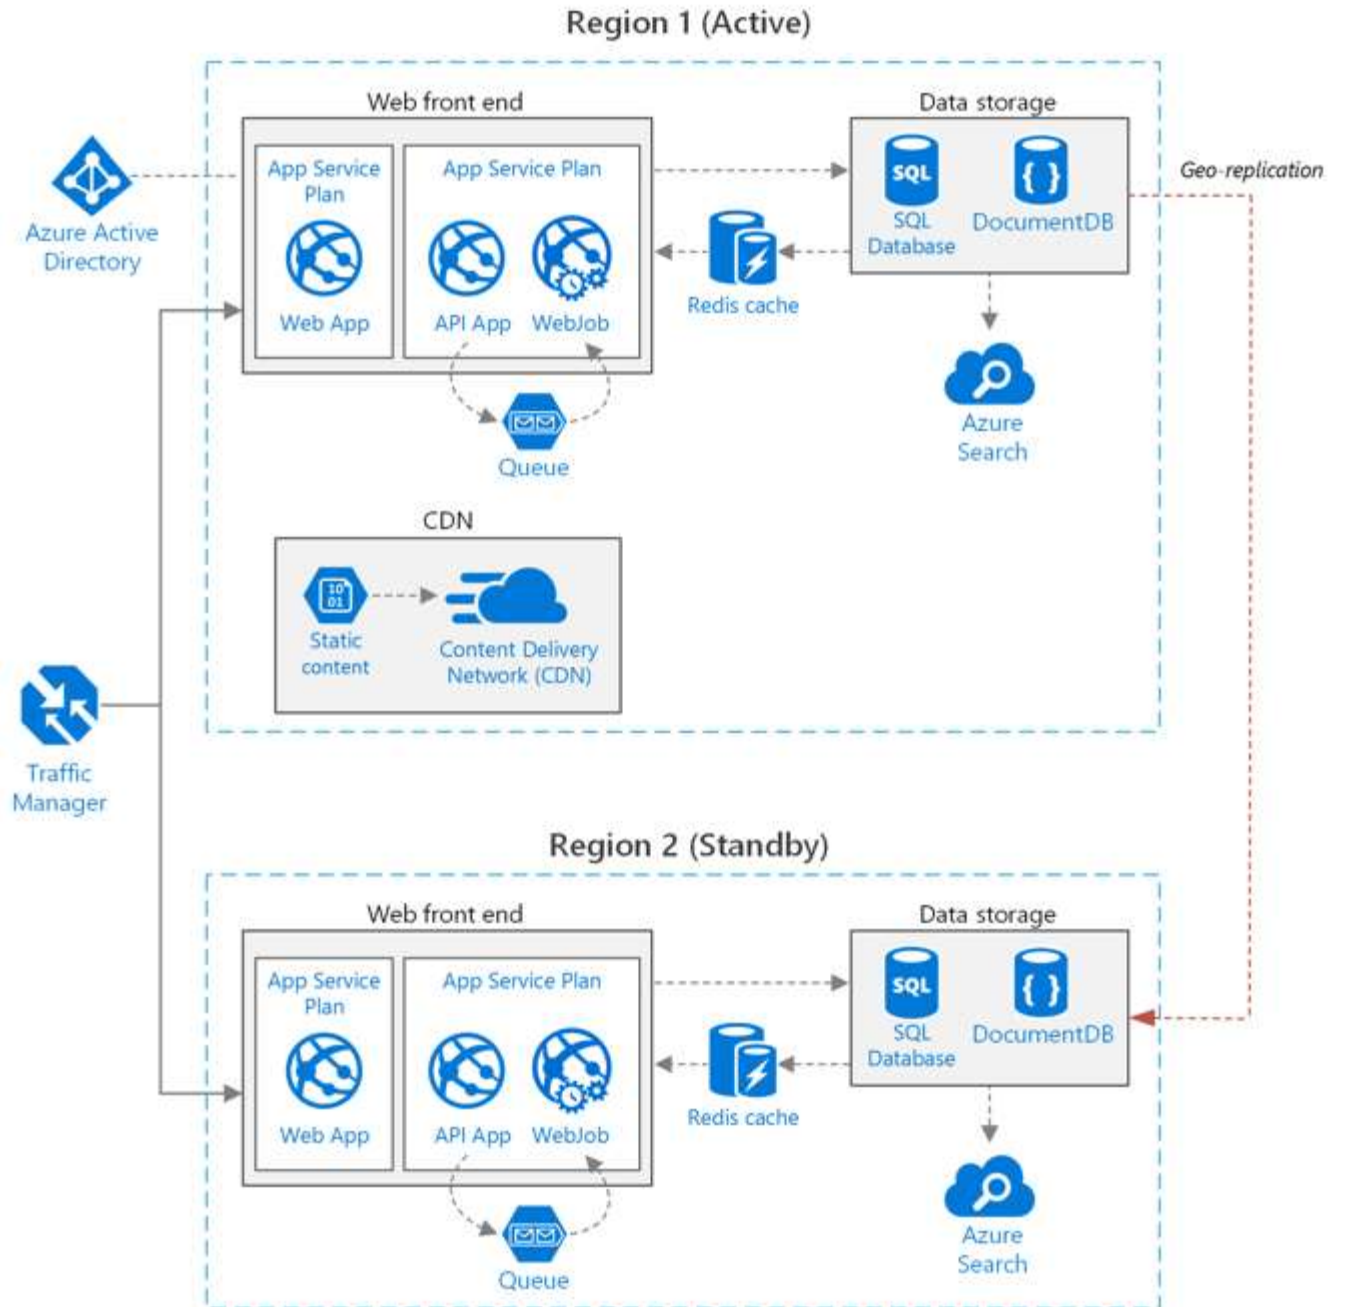 Region 1 (Active)
Web front end
Data storage
Azure Active
Directory
App Service
Plan
Web App
App Service Plan
API App
WebJob
Queue
Redis cache
SQL
SQL
Database
{ }
DocumentDB
Geo-replication
Azure
Search
CDN
10
01
Static
content
Content Delivery
Network (CDN)
Traffic
Manager
Region 2 (Standby)
Web front end
Data storage
App Service
Plan
Web App
App Service Plan
API App
WebJob
Queue
Redis cache
SQL
SQL
Database
{ }
DocumentDB
Azure
Search